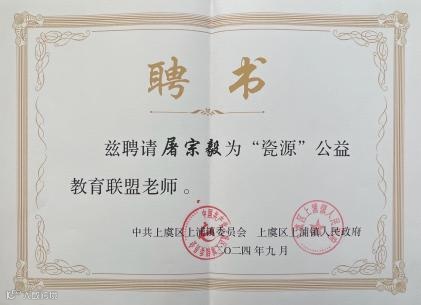 聘书
兹聘请屠宗毅为“瓷源”公益
教育联盟老师。
中共上虞区上浦镇委员会 上虞区上浦镇人民政府
二〇二四年九月